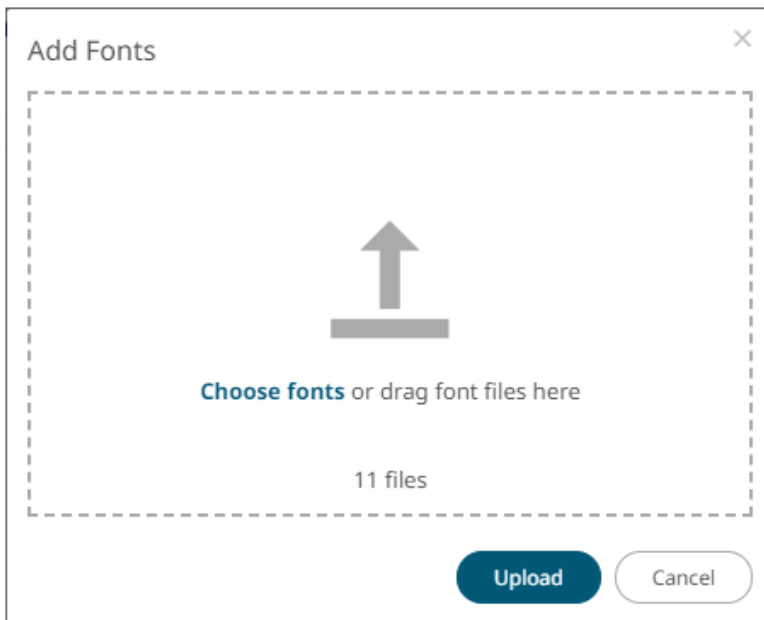 Add Fonts
Choose fonts or drag font files here
11 files
Upload
Cancel